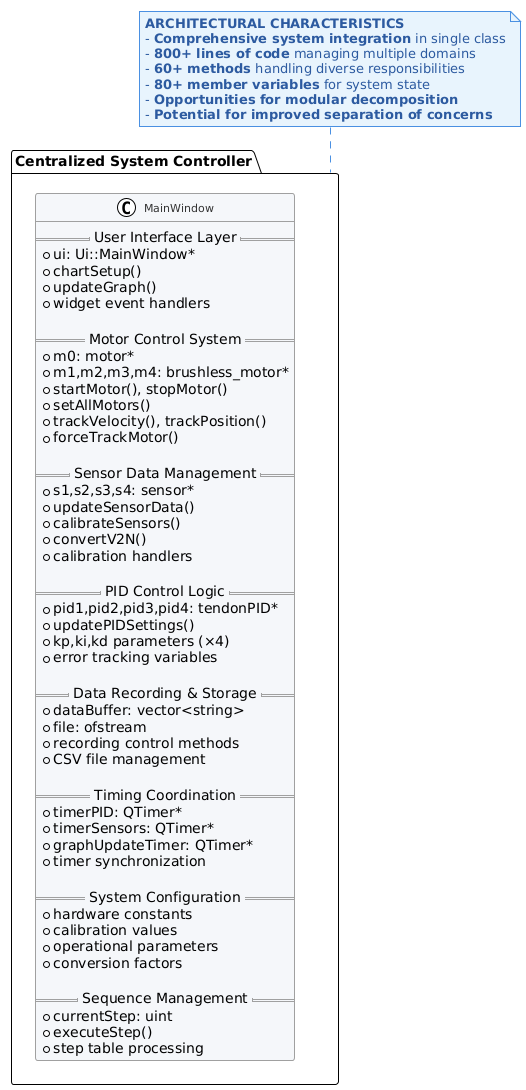 ARCHITECTURAL CHARACTERISTICS
- Comprehensive system integration in single class
- 800+ lines of code managing multiple domains
- 60+ methods handling diverse responsibilities
- 80+ member variables for system state
- Opportunities for modular decomposition
- Potential for improved separation of concerns
Centralized System Controller
C MainWindow
User Interface Layer
ui: Ui::MainWindow*
chartSetup()
updateGraph()
widget event handlers
Motor Control System
m0: motor*
m1,m2,m3,m4: brushless_motor*
startMotor(), stopMotor()
setAllMotors()
trackVelocity(), trackPosition()
forceTrackMotor()
Sensor Data Management
s1,s2,s3,s4: sensor*
updateSensorData()
calibrateSensors()
convertV2N()
calibration handlers
PID Control Logic
pid1,pid2,pid3,pid4: tendonPID*
updatePIDSettings()
kp,ki,kd parameters (×4)
error tracking variables
Data Recording & Storage
dataBuffer: vector<string>
file: ofstream
recording control methods
CSV file management
Timing Coordination
timerPID: QTimer*
timerSensors: QTimer*
graphUpdateTimer: QTimer*
timer synchronization
System Configuration
hardware constants
calibration values
operational parameters
conversion factors
Sequence Management
currentStep: uint
executeStep()
step table processing